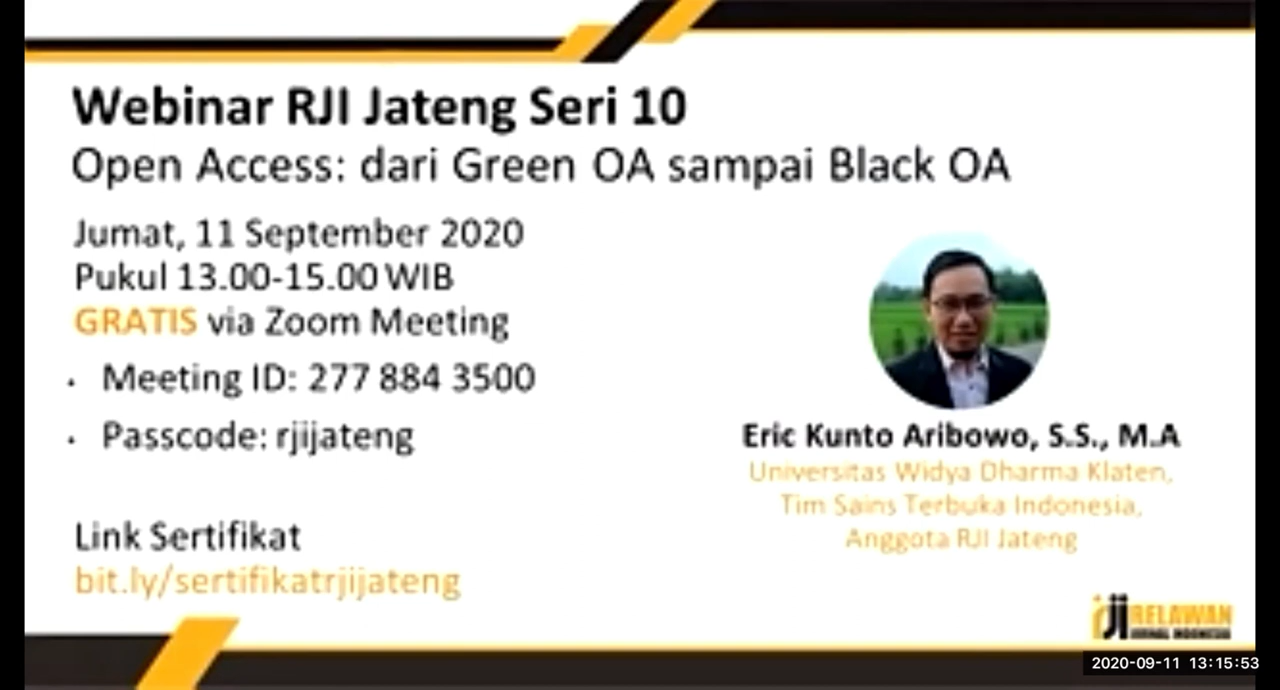 Webinar RJI Jateng Seri 10
Open Access: dari Green OA sampai Black OA
Jumat, 11 September 2020
Pukul 13.00-15.00 WIB
GRATIS via Zoom Meeting
• Meeting ID: 277 884 3500
• Passcode: rjijateng
Link Sertifikat
bit.ly/sertifikatrjijateng
Eric Kunto Aribowo, S.S., M.A
Universitas Widya Dharma Klaten,
Tim Sains Terbuka Indonesia,
Anggota RJI Jateng
rji RELAWAN
JURNAL INDONESIA
2020-09-11 13:15:53